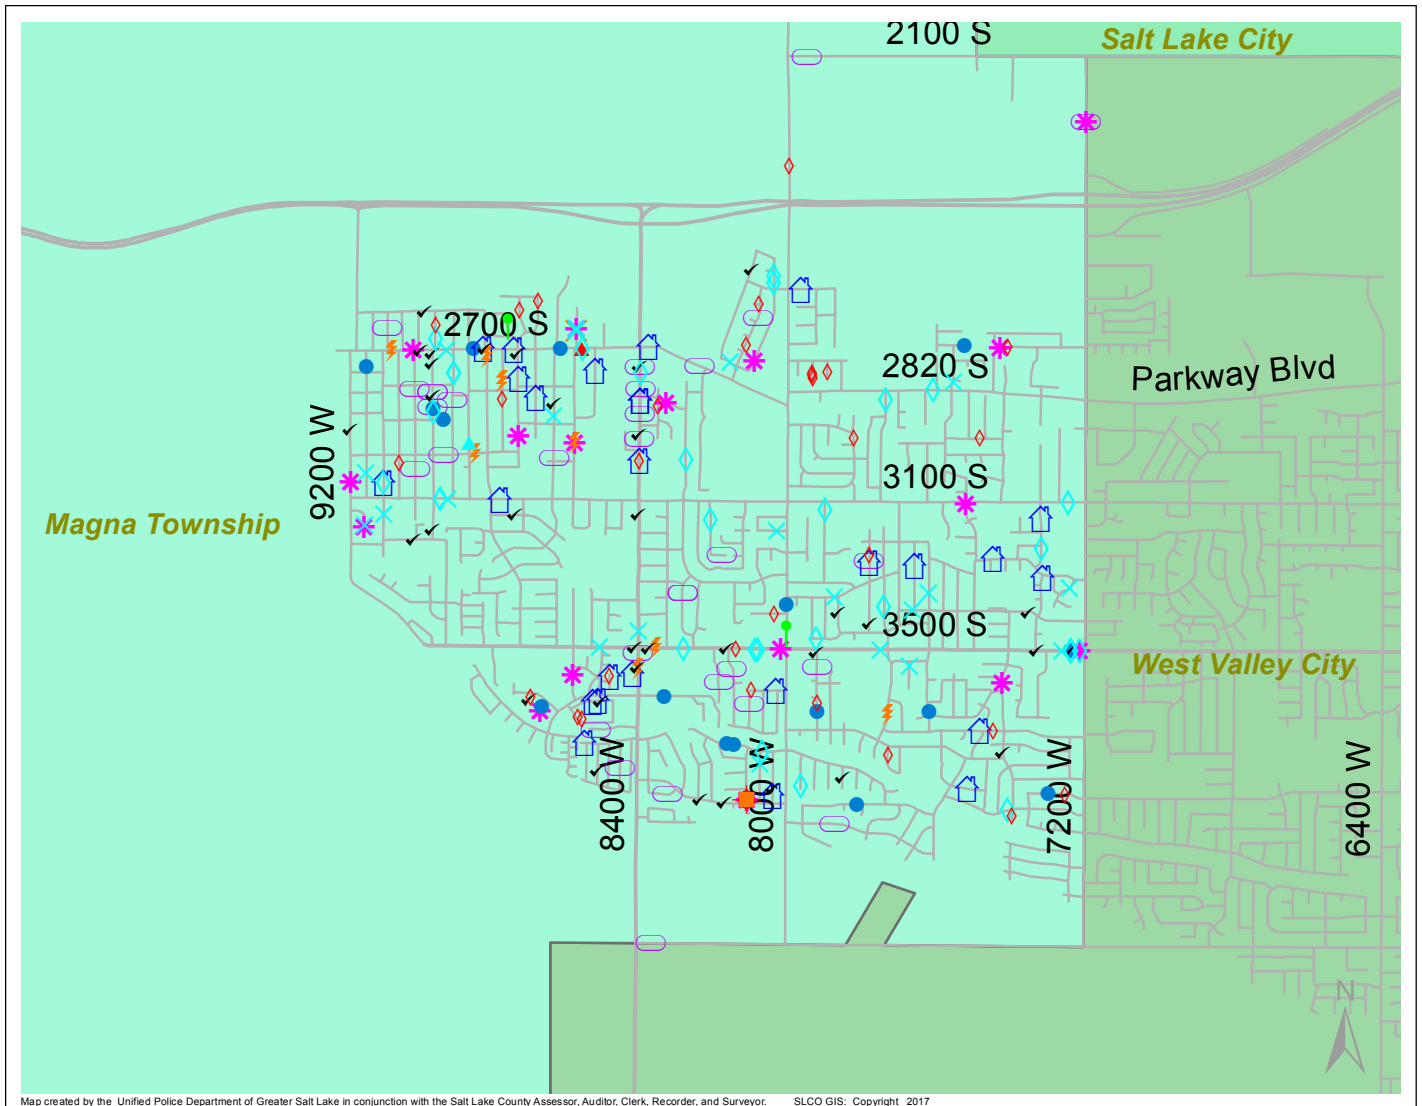 2100 S
Salt Lake City
2700 S
2820 S
Parkway Blvd
9200 W
3100 S
Magna Township
3500 S
West Valley City
8400 W
8000 W
7200 W
6400 W
N
Map created by the Unified Police Department of Greater Salt Lake in conjunction with the Salt Lake County Assessor, Auditor, Clerk, Recorder, and Surveyor. SLCO GIS: Copyright 2017